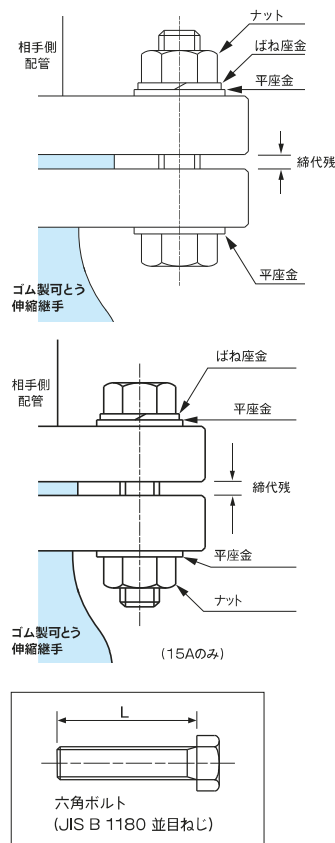 相手側
配管
ナット
ばね座金
平座金
締代残
平座金
ゴム製可とう
伸縮継手
相手側
配管
ばね座金
平座金
締代残
平座金
ナット
ゴム製可とう
伸縮継手
(15Aのみ)
L
六角ボルト
(JIS B 1180 並目ねじ)